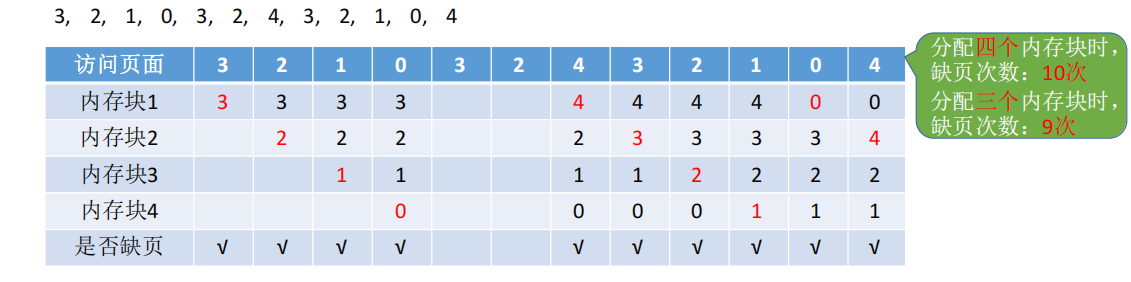 3, 2, 1, 0, 3, 2, 4, 3, 2, 1, 0, 4
访问页面 3 2 1 0 3 2 4 3 2 1 0 4
内存块1 3 3 3 3 4 4 4 4 0 0
内存块2 2 2 2 2 3 3 3 3 4
内存块3 1 1 1 1 2 2 2 2
内存块4 0 0 0 0 1 1 1
是否缺页 √ √ √ √ √ √ √ √ √ √
分配四个内存块时,
缺页次数：10次
分配三个内存块时,
缺页次数：9次